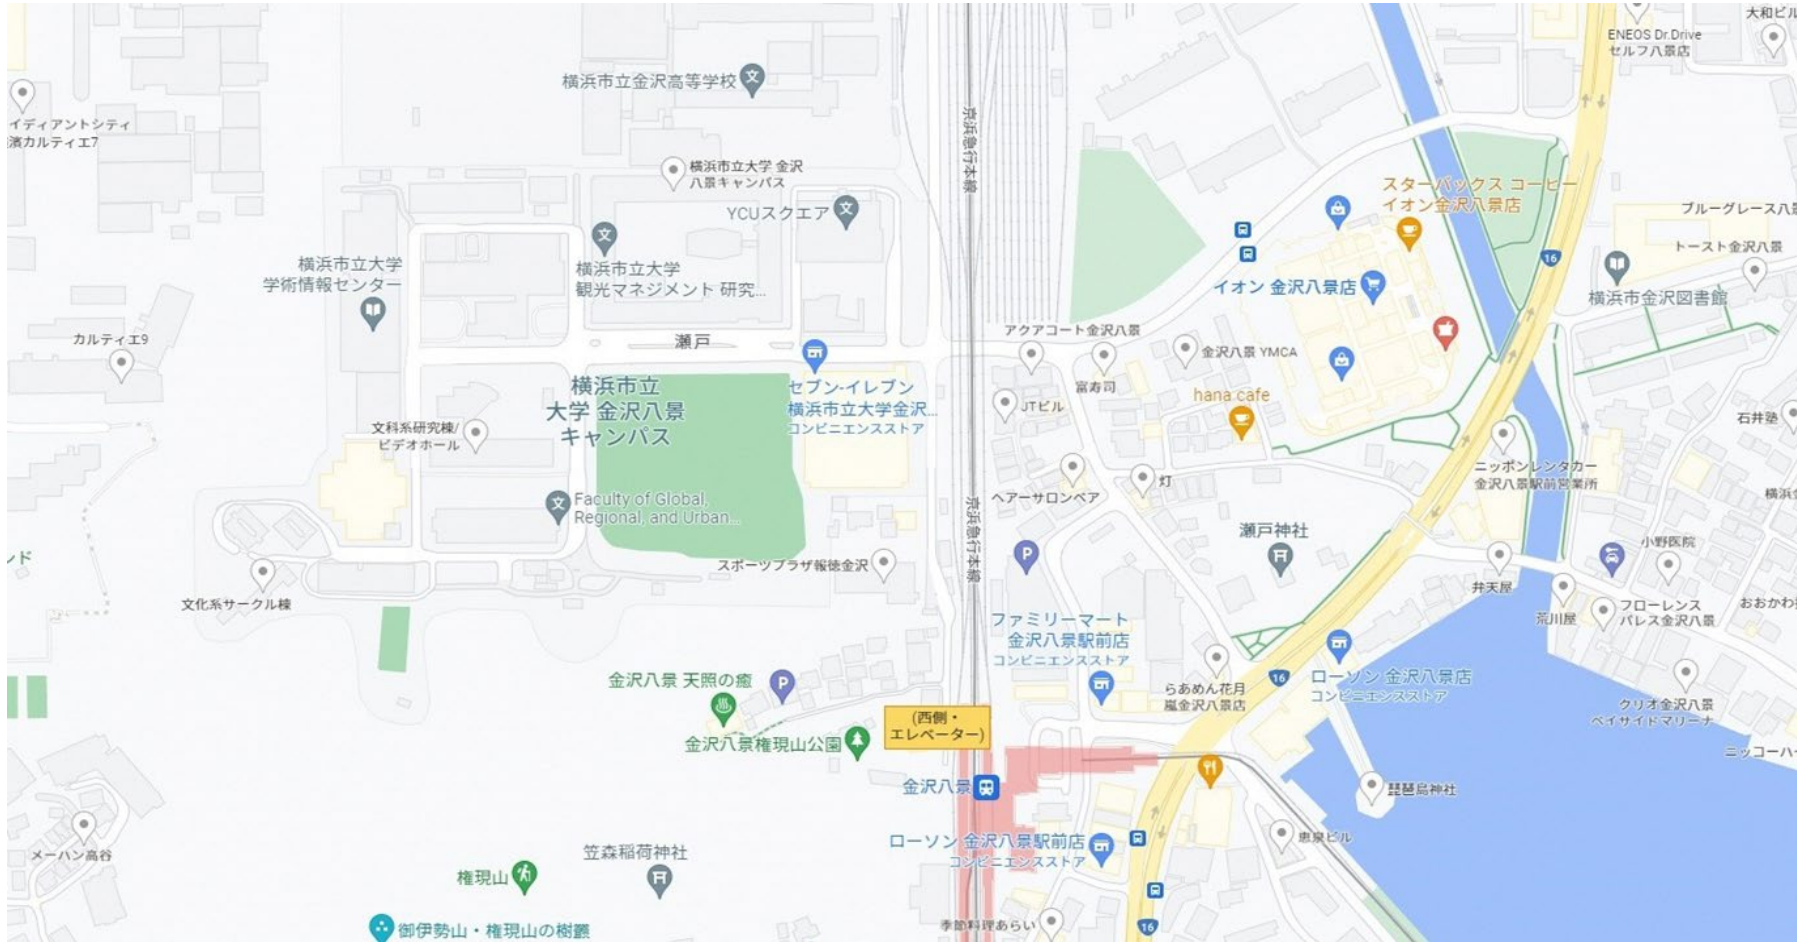 大和ビル
ENEOS Dr.Drive
セルフ八景店
横浜市立金沢高等学校
イディアントシティ
濱カルティエ7
京浜急行本線
横浜市立大学 金沢
八景キャンパス
スターバックス コーヒー
イオン金沢八景店
YCUスクエア
ブルーグレース八景
トースト金沢八景
16
横浜市立大学
学術情報センター
横浜市立大学
観光マネジメント 研究...
イオン 金沢八景店
横浜市金沢図書館
カルティエ9
瀬戸
アクアコート金沢八景
金沢八景 YMCA
富寿司
横浜市立
大学 金沢八景
キャンパス
セブン-イレブン
横浜市立大学金沢...
コンビニエンスストア
JTビル
hana cafe
石井塾
文科系研究棟/
ビデオホール
ニッポンレンタカー
金沢八景駅前営業所
灯
ヘアーサロンベア
横浜金
Faculty of Global,
Regional, and Urban...
京浜急行本線
瀬戸神社
小野医院
ンド
スポーツプラザ報徳金沢
P
弁天屋
文化系サークル棟
荒川屋
フローレンス
パレス金沢八景
おおかわ
ファミリーマート
金沢八景駅前店
コンビニエンスストア
金沢八景 天照の癒
P
らあめん花月
嵐金沢八景店
16
ローソン 金沢八景店
コンビニエンスストア
クリオ金沢八景
ベイサイドマリーナ
(西側・
エレベーター)
金沢八景権現山公園
ニッコーハ
金沢八景
琵琶島神社
ローソン 金沢八景駅前店
コンビニエンスストア
恵泉ビル
メーハン高谷
笠森稲荷神社
権現山
御伊勢山・権現山の樹叢
季節料理あらい
16